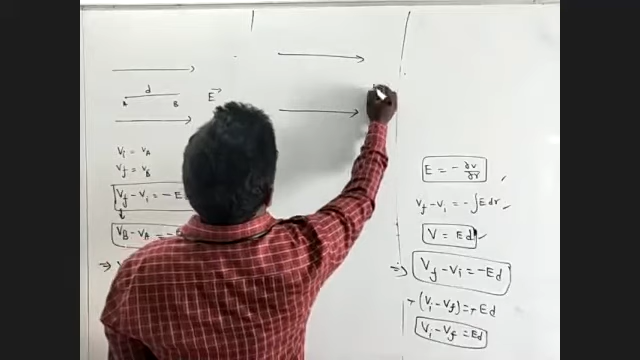 d
A B
E
Vi = VA
Vf = VB
Vf - Vi = - E
VB - VA = - E
⇒
E = - ∂V/∂r
Vf - Vi = - ∫ E dr
V = Ed
⇒ Vf - Vi = - Ed
(Vi - Vf) = Ed
Vi - Vf = Ed